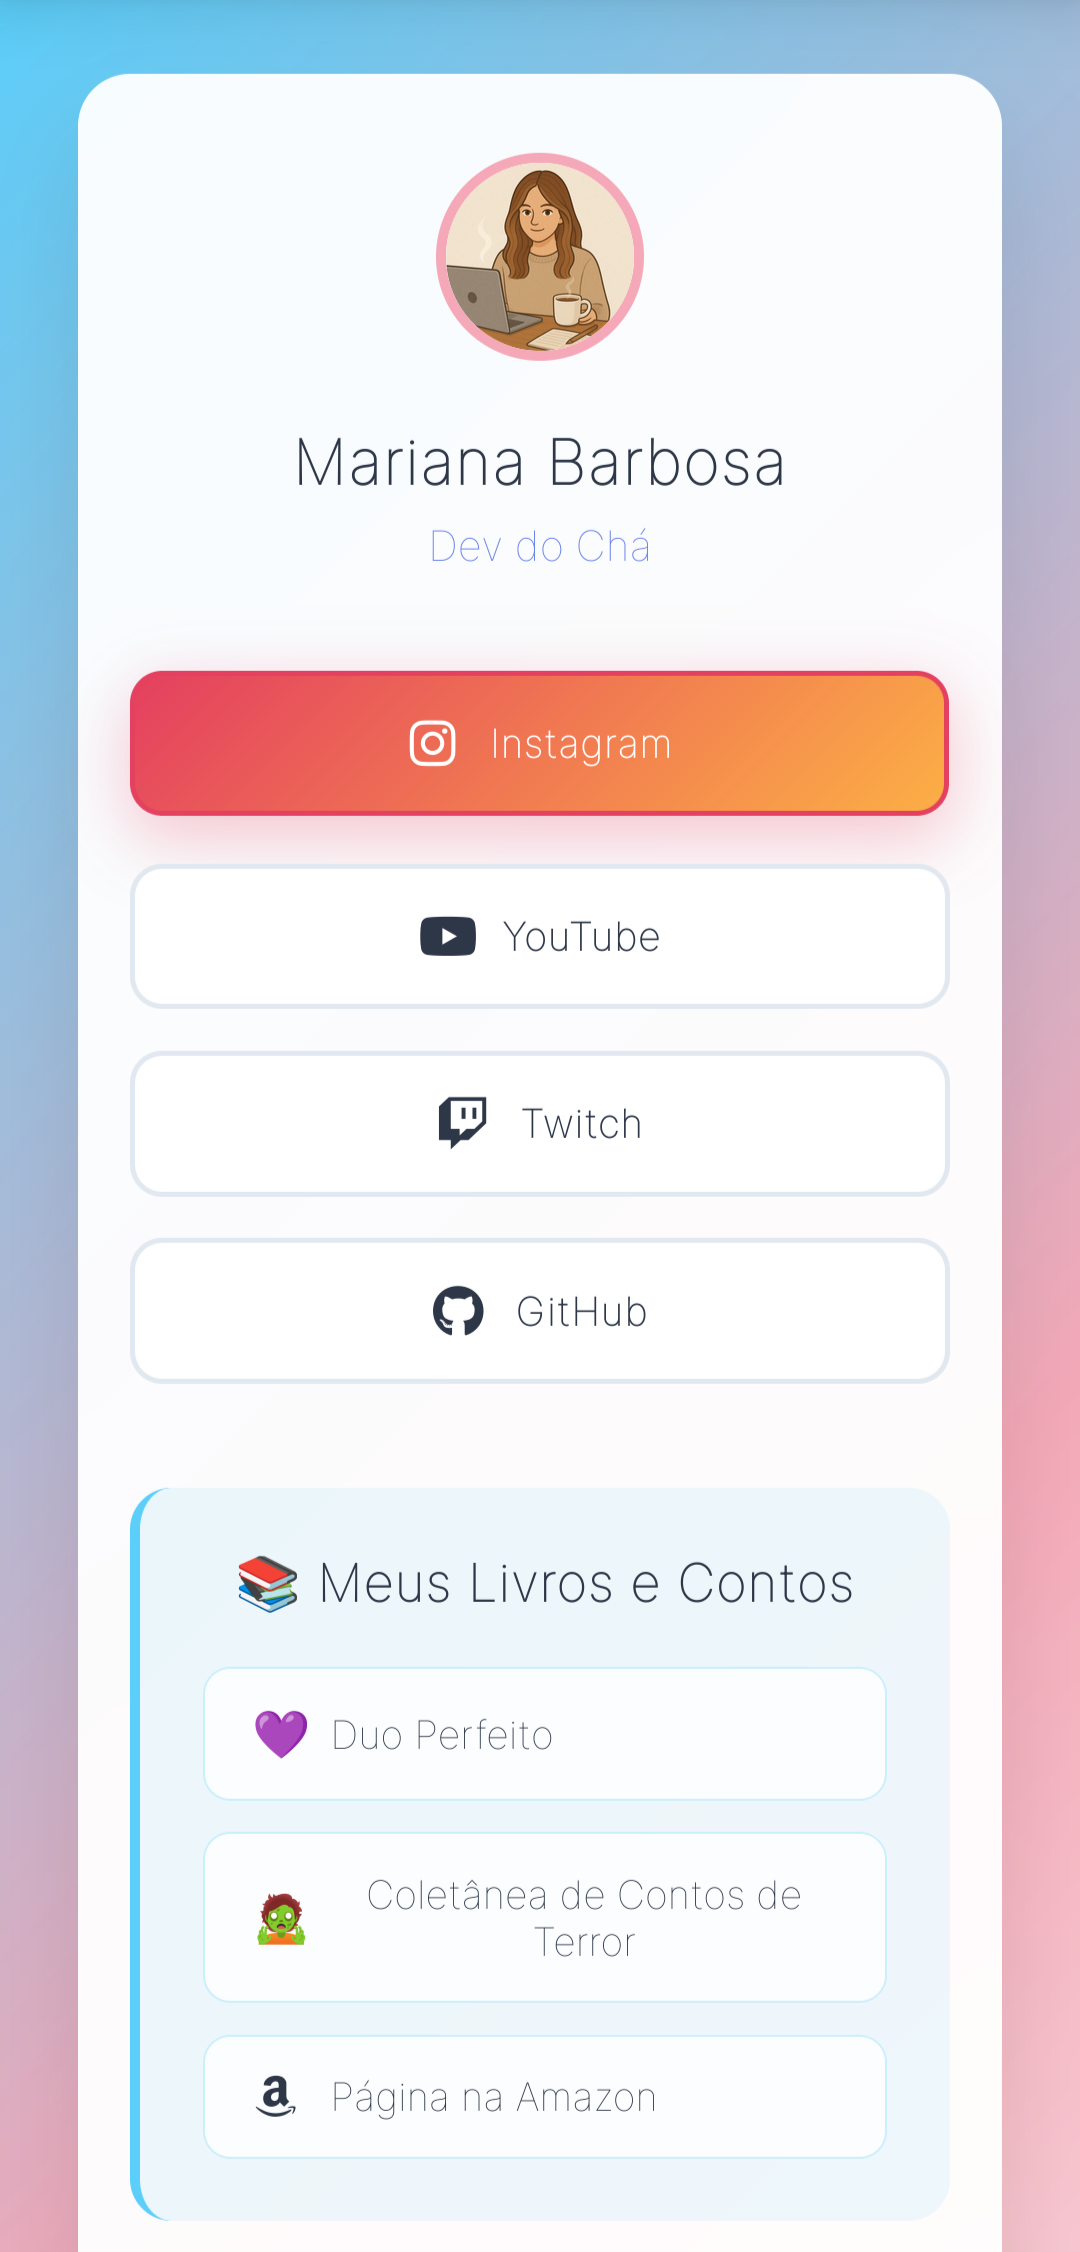 Mariana Barbosa
Dev do Chá
Instagram
YouTube
Twitch
GitHub
📚 Meus Livros e Contos
💜 Duo Perfeito
Coletânea de Contos de
Terror
Página na Amazon